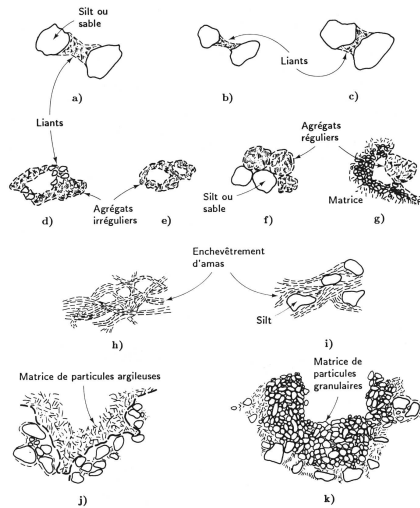 Silt ou
sable
Liants
a)
b)
c)
Liants
Agrégats
réguliers
Silt ou
sable
Matrice
Agrégats
irréguliers
d)
e)
f)
g)
Enchevêtrement
d'amas
Silt
h)
i)
Matrice de particules argileuses
Matrice de
particules
granulaires
j)
k)